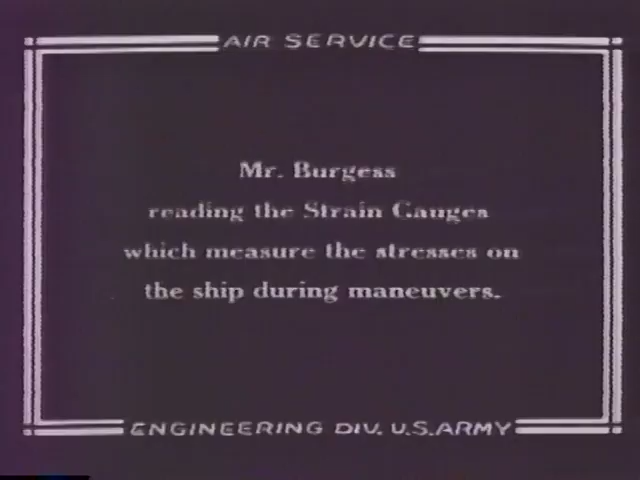 AIR SERVICE
Mr. Burgess
reading the Strain Gauges
which measure the stresses on
the ship during maneuvers.
ENGINEERING DIV. U.S. ARMY